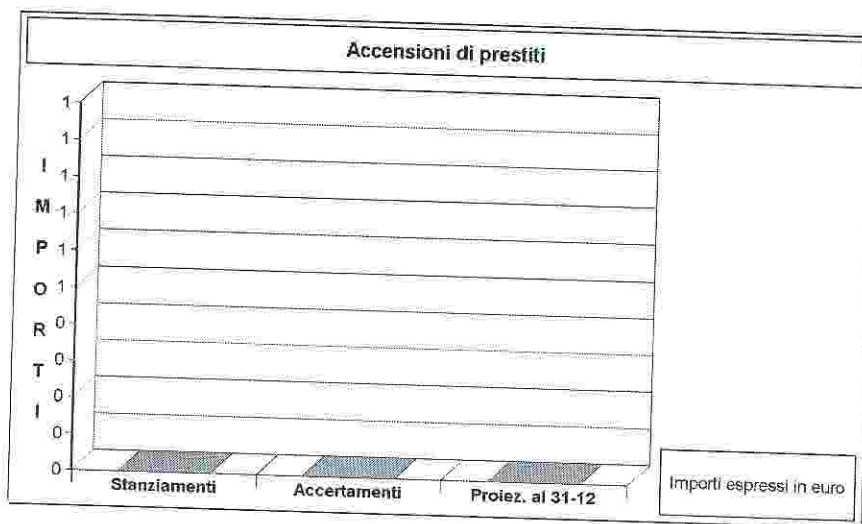 Accensioni di prestiti
I M P O R T I
1
1
1
1
1
1
0
0
0
0
0
Stanziamenti
Accertamenti
Proiez. al 31-12
Importi espressi in euro